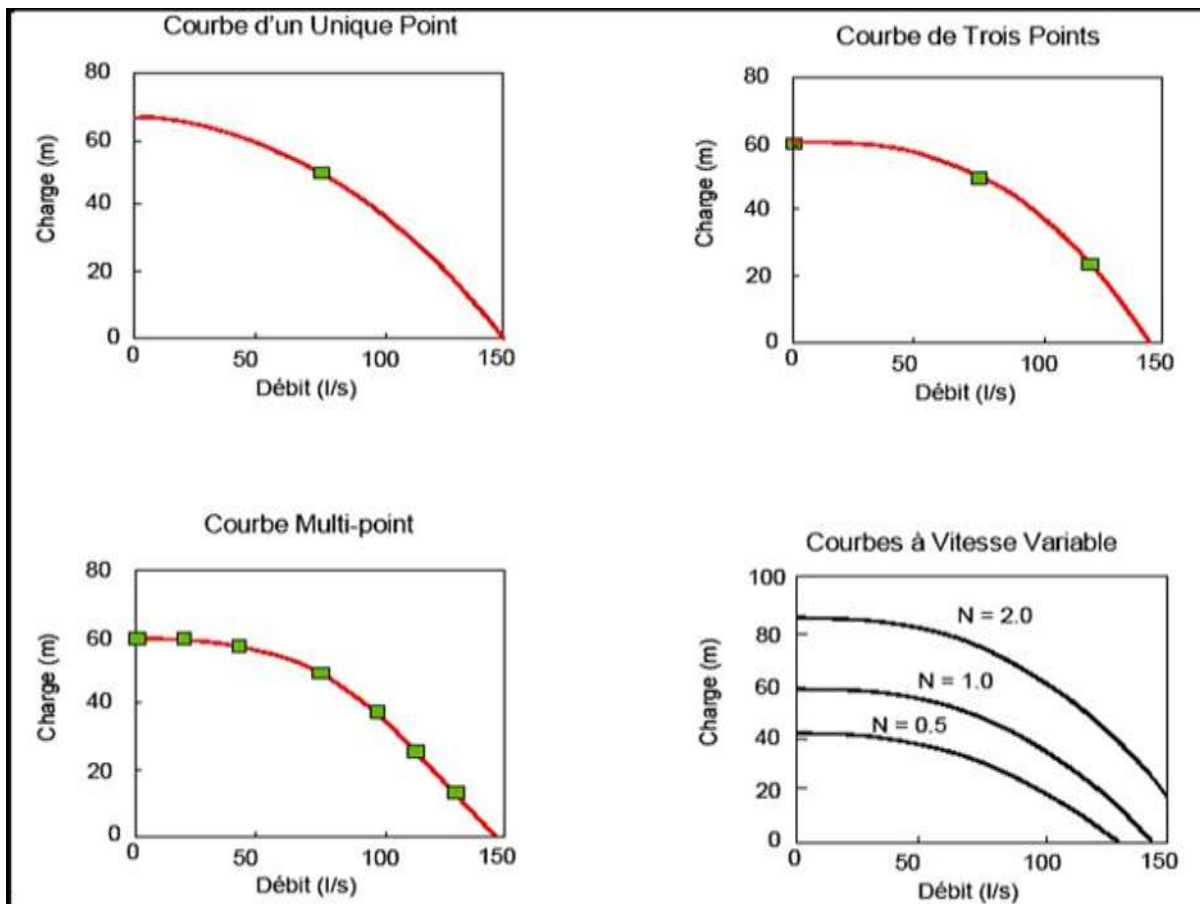 Courbe d'un Unique Point
80
60
40
20
0
Charge (m)
0 50 100 150
Débit (l/s)
Courbe de Trois Points
80
60
40
20
0
Charge (m)
0 50 100 150
Débit (l/s)
Courbe Multi-point
80
60
40
20
0
Charge (m)
0 50 100 150
Débit (l/s)
Courbes à Vitesse Variable
100
80
60
40
20
0
Charge (m)
N = 2.0
N = 1.0
N = 0.5
0 50 100 150
Débit (l/s)